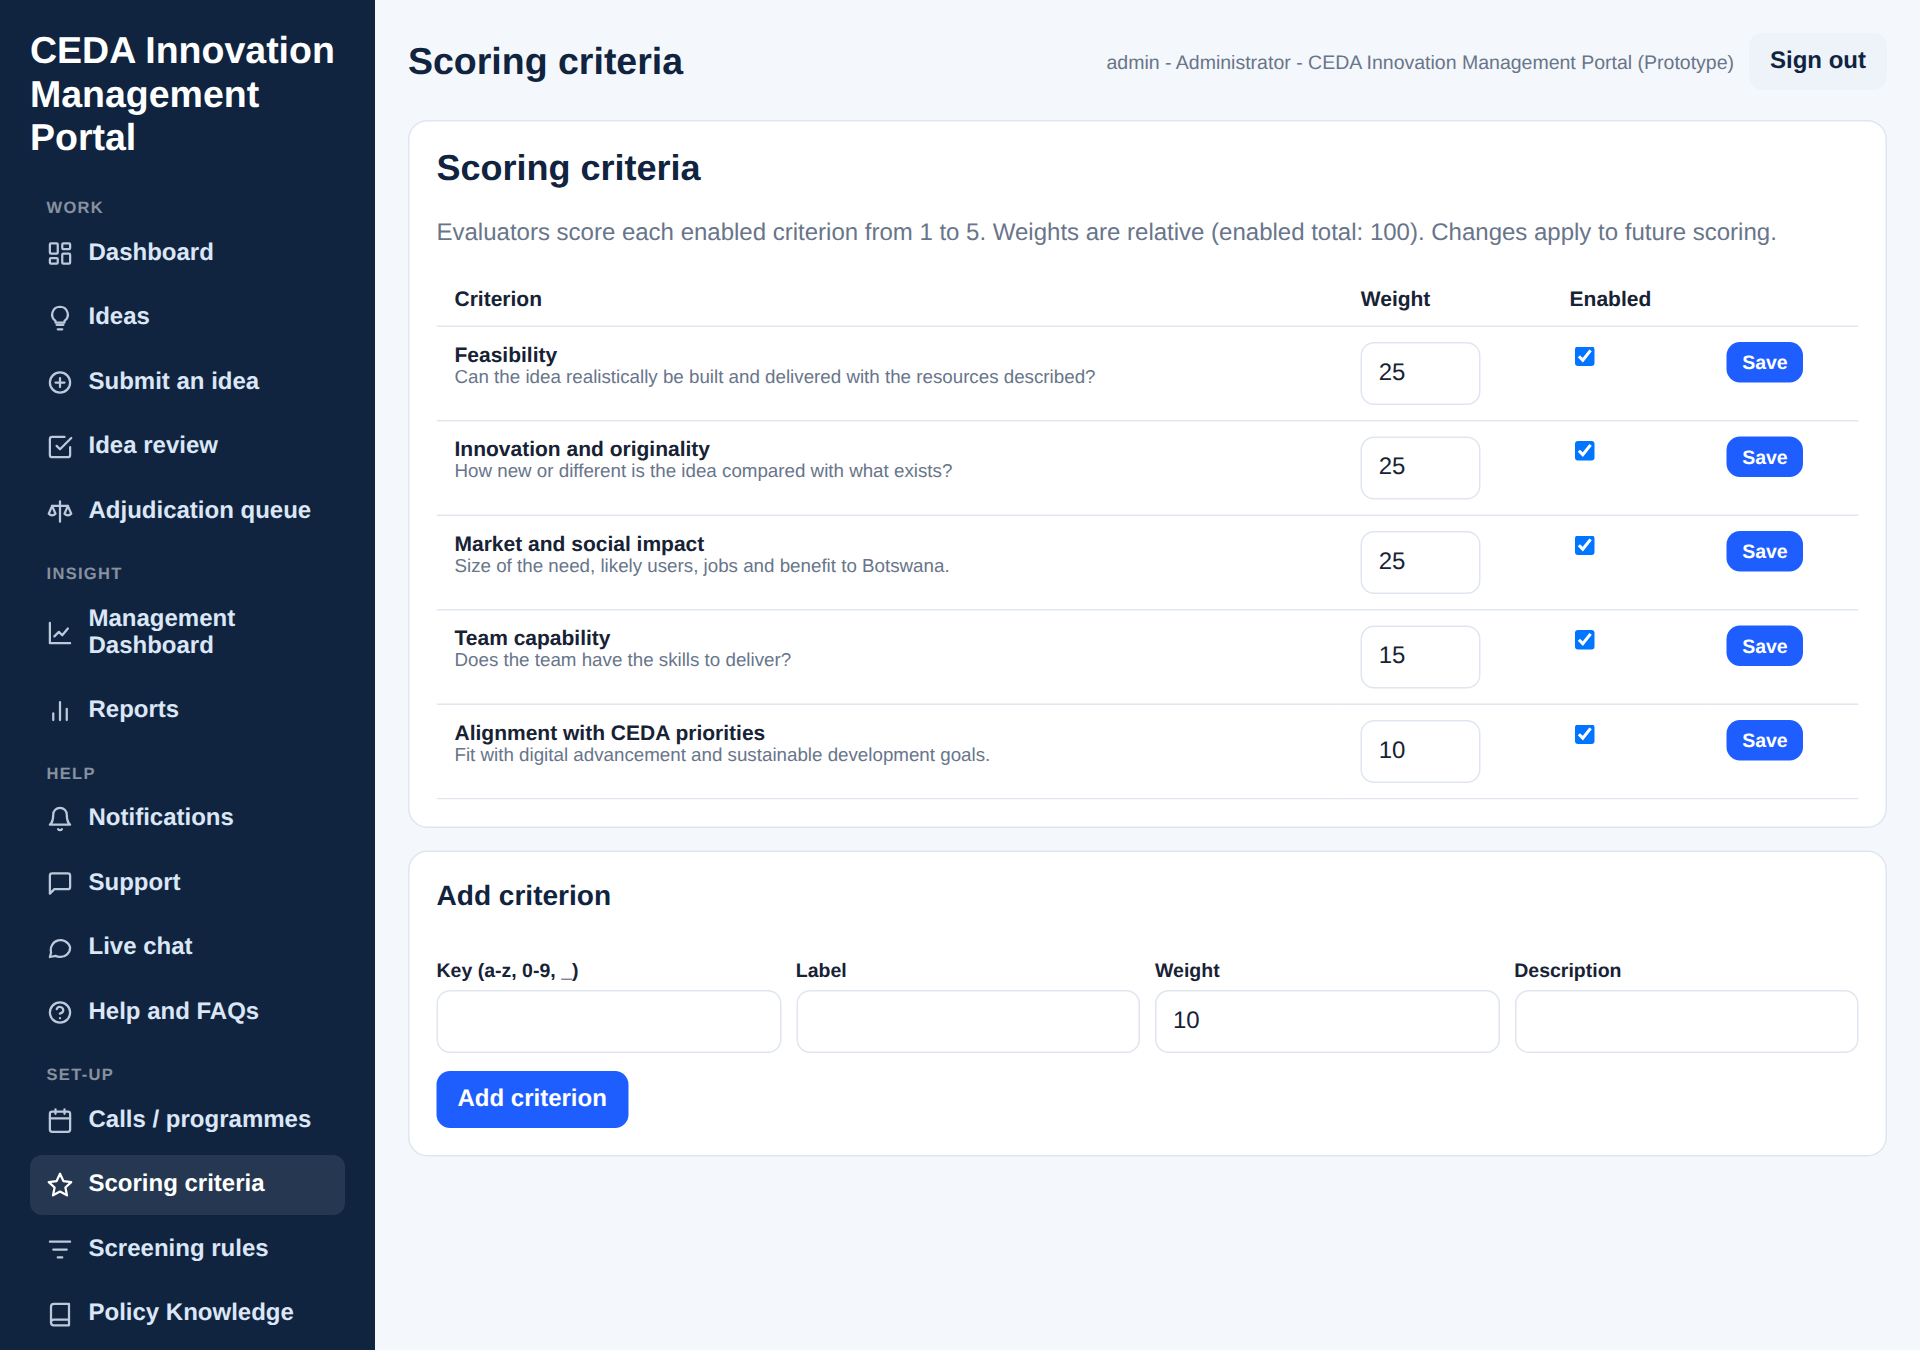 CEDA Innovation
Management
Portal
WORK
Dashboard
Ideas
Submit an idea
Idea review
Adjudication queue
INSIGHT
Management
Dashboard
Reports
HELP
Notifications
Support
Live chat
Help and FAQs
SET-UP
Calls / programmes
Scoring criteria
Screening rules
Policy Knowledge
Scoring criteria
admin - Administrator - CEDA Innovation Management Portal (Prototype)
Sign out
Scoring criteria
Evaluators score each enabled criterion from 1 to 5. Weights are relative (enabled total: 100). Changes apply to future scoring.
Criterion Weight Enabled
Feasibility
Can the idea realistically be built and delivered with the resources described?
25
Save
Innovation and originality
How new or different is the idea compared with what exists?
25
Save
Market and social impact
Size of the need, likely users, jobs and benefit to Botswana.
25
Save
Team capability
Does the team have the skills to deliver?
15
Save
Alignment with CEDA priorities
Fit with digital advancement and sustainable development goals.
10
Save
Add criterion
Key (a-z, 0-9, _) Label Weight Description
10
Add criterion